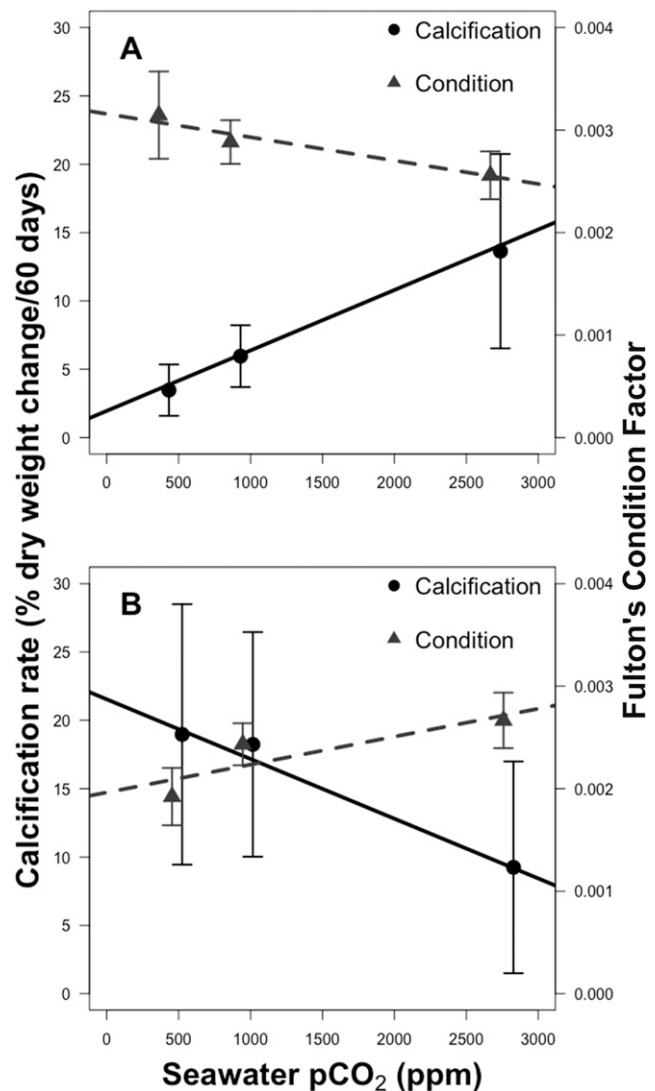 Calcification rate (% dry weight change/60 days)
Fulton's Condition Factor
A
Calcification
Condition
30
25
20
15
10
5
0
0.004
0.003
0.002
0.001
0.000
0 500 1000 1500 2000 2500 3000
B
Calcification
Condition
30
25
20
15
10
5
0
0.004
0.003
0.002
0.001
0.000
0 500 1000 1500 2000 2500 3000
Seawater pCO₂ (ppm)